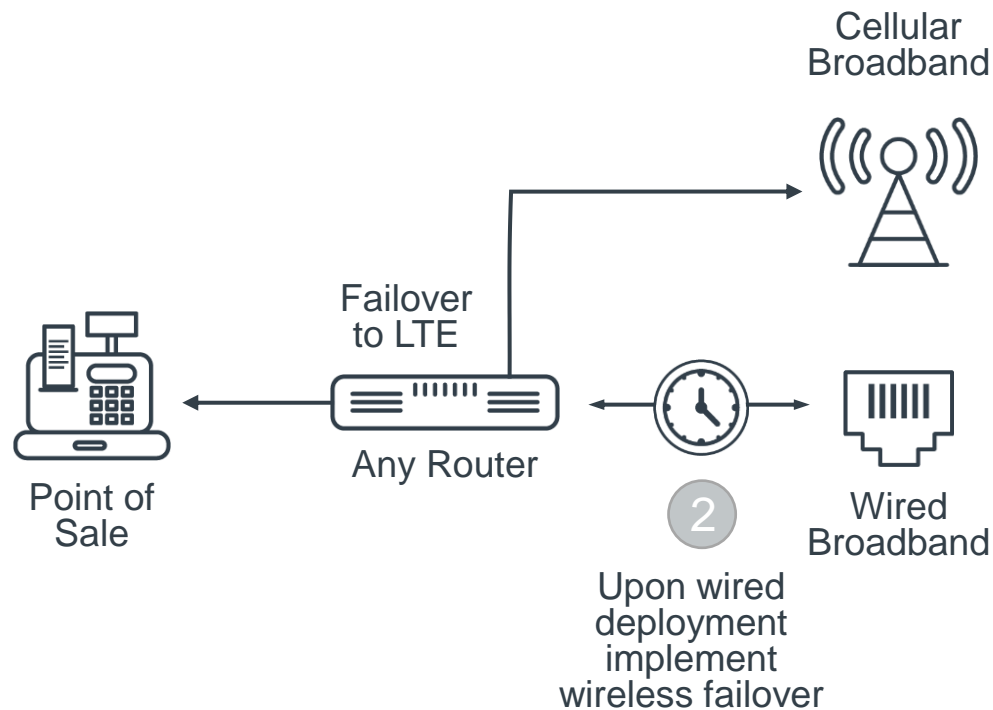 Cellular
Broadband
Failover
to LTE
Any Router
Point of
Sale
2
Upon wired
deployment
implement
wireless failover
Wired
Broadband